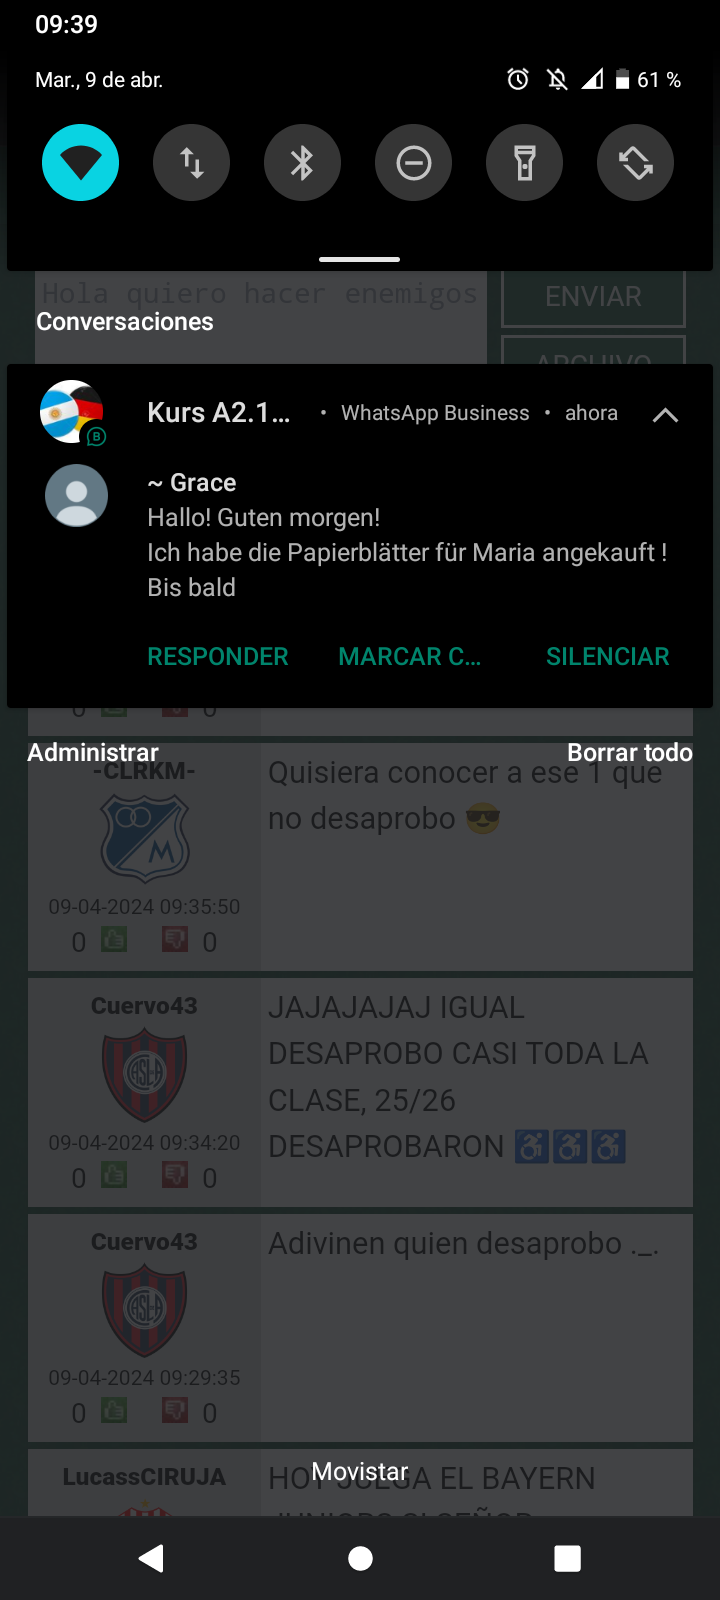 09:39
Mar., 9 de abr.
61 %
Hola quiero hacer enemigos
ENVIAR
Conversaciones
ARCHIVO
Kurs A2.1... • WhatsApp Business • ahora
B
~ Grace
Hallo! Guten morgen!
Ich habe die Papierblätter für Maria angekauft !
Bis bald
RESPONDER
MARCAR C...
SILENCIAR
0 0
Administrar
Borrar todo
-CLRKM-
Quisiera conocer a ese 1 que
no desaprobo 😎
M
09-04-2024 09:35:50
0 0
Cuervo43
JAJAJAJAJ IGUAL
DESAPROBO CASI TODA LA
CLASE, 25/26
DESAPROBARON ♿♿♿
09-04-2024 09:34:20
0 0
Cuervo43
Adivinen quien desaprobo ._.
09-04-2024 09:29:35
0 0
Movistar
LucassCIRUJA
HOY JUEGA EL BAYERN